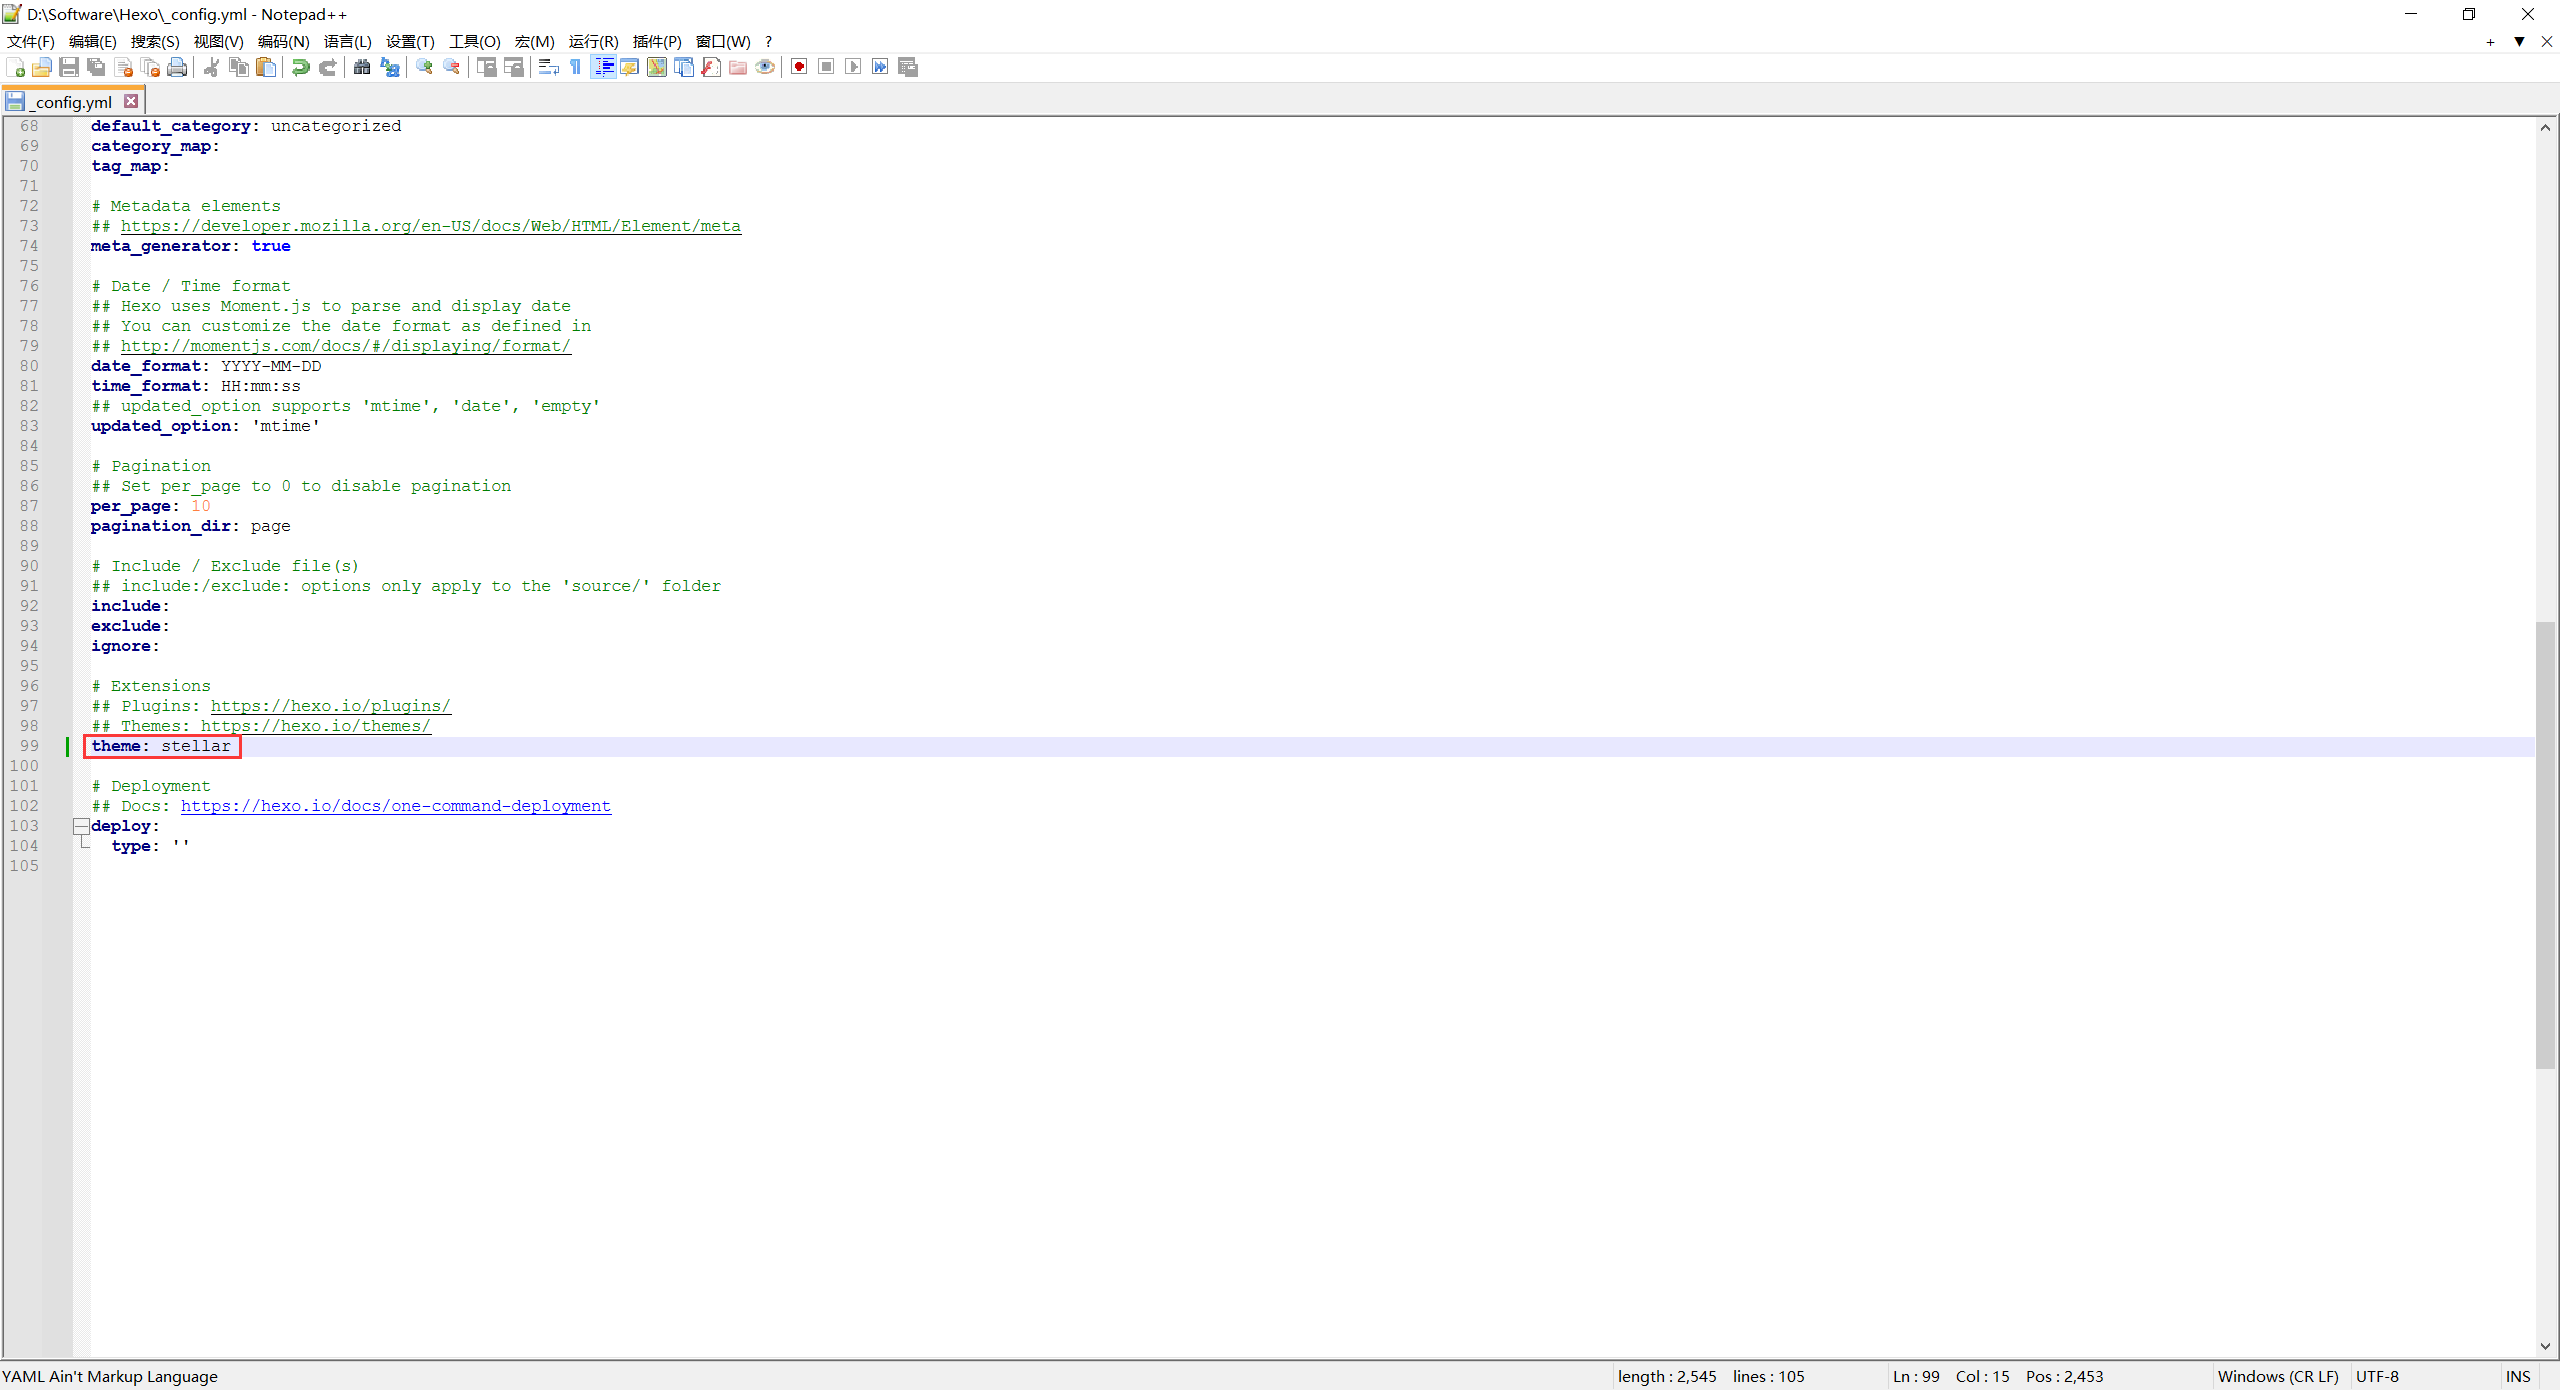 D:\Software\Hexo\_config.yml - Notepad++
文件(F) 编辑(E) 搜索(S) 视图(V) 编码(N) 语言(L) 设置(T) 工具(O) 宏(M) 运行(R) 插件(P) 窗口(W) ?
_config.yml
68 default_category: uncategorized
69 category_map:
70 tag_map:
71
72 # Metadata elements
73 ## https://developer.mozilla.org/en-US/docs/Web/HTML/Element/meta
74 meta_generator: true
75
76 # Date / Time format
77 ## Hexo uses Moment.js to parse and display date
78 ## You can customize the date format as defined in
79 ## http://momentjs.com/docs/#/displaying/format/
80 date_format: YYYY-MM-DD
81 time_format: HH:mm:ss
82 ## updated_option supports 'mtime', 'date', 'empty'
83 updated_option: 'mtime'
84
85 # Pagination
86 ## Set per_page to 0 to disable pagination
87 per_page: 10
88 pagination_dir: page
89
90 # Include / Exclude file(s)
91 ## include:/exclude: options only apply to the 'source/' folder
92 include:
93 exclude:
94 ignore:
95
96 # Extensions
97 ## Plugins: https://hexo.io/plugins/
98 ## Themes: https://hexo.io/themes/
99 theme: stellar
100
101 # Deployment
102 ## Docs: https://hexo.io/docs/one-command-deployment
103 deploy:
104   type: ''
105
YAML Ain't Markup Language length : 2,545 lines : 105 Ln : 99 Col : 15 Pos : 2,453 Windows (CR LF) UTF-8 INS